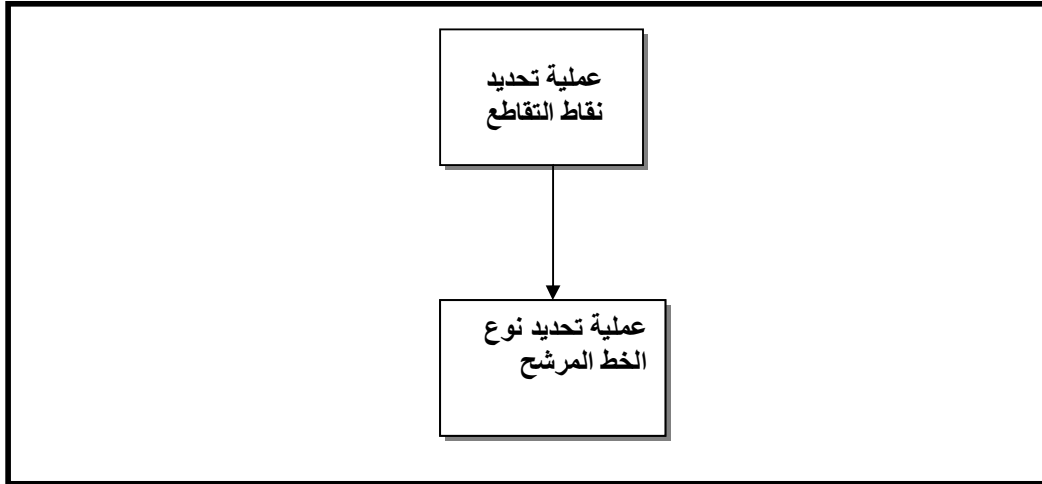 عملية تحديد
نقاط التقاطع
عملية تحديد نوع
الخط المرشح